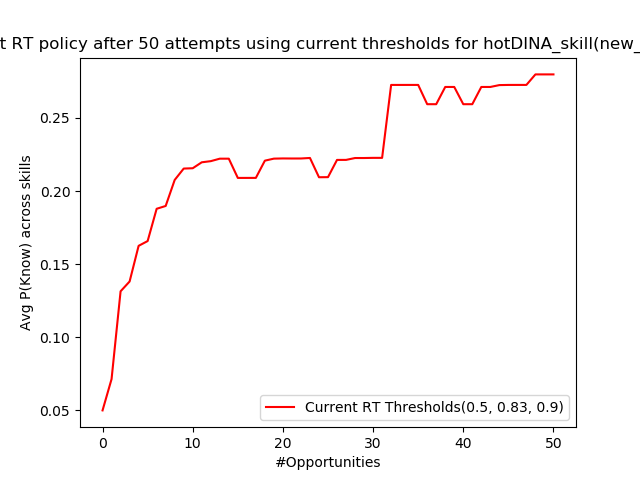 t RT policy after 50 attempts using current thresholds for hotDINA_skill(new_
0.25
0.20
0.15
0.10
0.05
Avg P(Know) across skills
Current RT Thresholds(0.5, 0.83, 0.9)
0 10 20 30 40 50
#Opportunities